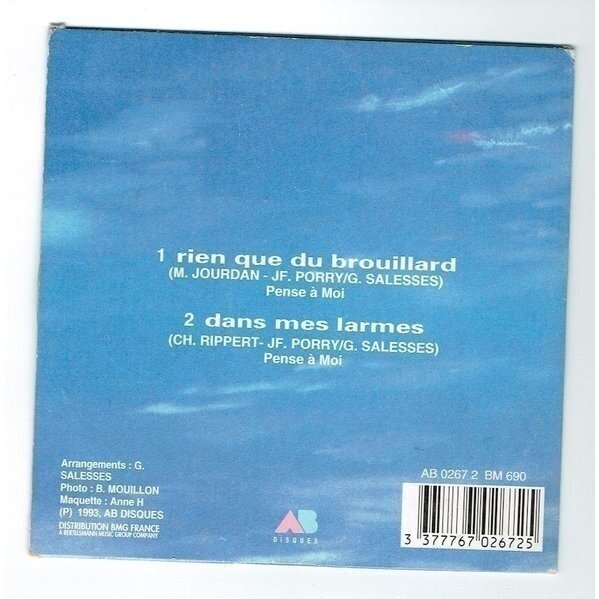 1 rien que du brouillard
(M. JOURDAN - JF. PORRY/G. SALESSES)
Pense à Moi
2 dans mes larmes
(CH. RIPPERT- JF. PORRY/G. SALESSES)
Pense à Moi
Arrangements : G.
SALESSES
Photo : B. MOUILLON
Maquette : Anne H
(P) 1993, AB DISQUES
DISTRIBUTION BMG FRANCE
A BERTELSMANN MUSIC GROUP COMPANY
AB
DISQUES
AB 0267 2 BM 690
3 377767 026725